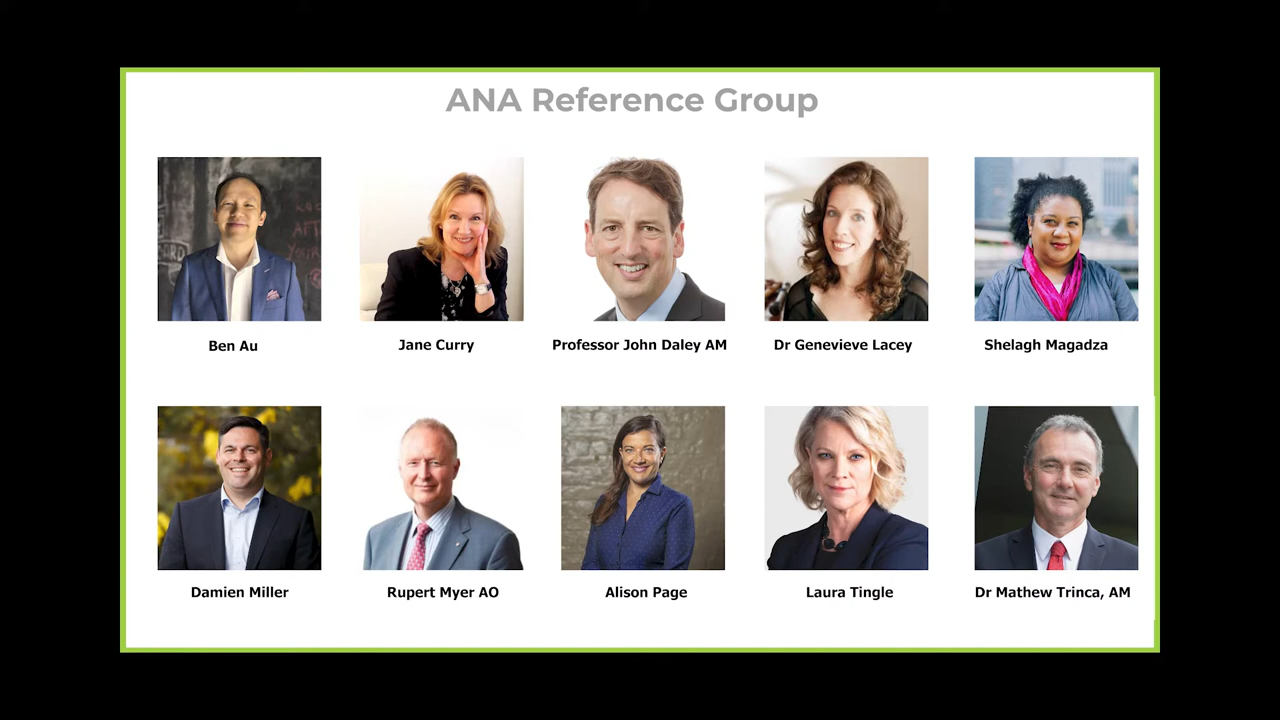 ANA Reference Group
Ben Au
Jane Curry
Professor John Daley AM
Dr Genevieve Lacey
Shelagh Magadza
Damien Miller
Rupert Myer AO
Alison Page
Laura Tingle
Dr Mathew Trinca, AM